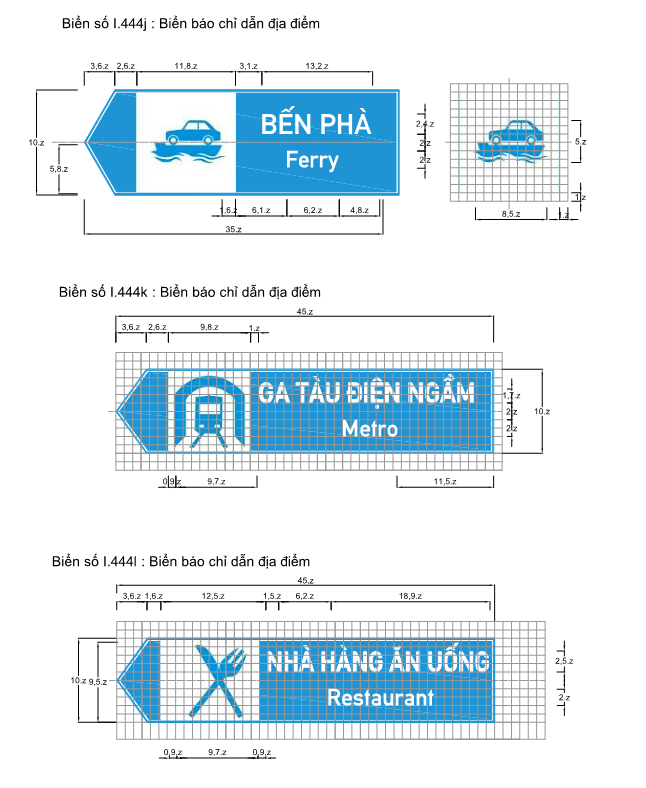 Biển số I.444j : Biển báo chỉ dẫn địa điểm
3,6.z 2,6.z 11,8.z 3,1.z 13,2.z
10.z
5,8.z
BẾN PHÀ
Ferry
2,4.z
2.z
2.z
5.z
1.z
1,6.z 6,1.z 6,2.z 4,8.z
35.z
8,5.z 1.z
Biển số I.444k : Biển báo chỉ dẫn địa điểm
45.z
3,6.z 2,6.z 9,8.z 1.z
GA TÀU ĐIỆN NGẦM
Metro
1,7.z
2.z
2.z
10.z
0,9.z 9,7.z 11,5.z
Biển số I.444l : Biển báo chỉ dẫn địa điểm
45.z
3,6.z 1,6.z 12,5.z 1,5.z 6,2.z 18,9.z
10.z 9,5.z
NHÀ HÀNG ĂN UỐNG
Restaurant
2,5.z
2.z
0,9.z 9,7.z 0,9.z